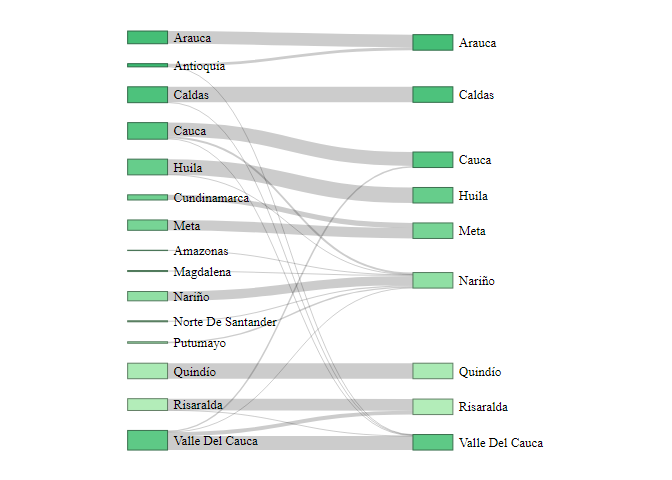 Arauca
Antioquia
Caldas
Cauca
Huila
Cundinamarca
Meta
Amazonas
Magdalena
Nariño
Norte De Santander
Putumayo
Quindío
Risaralda
Valle Del Cauca
Arauca
Caldas
Cauca
Huila
Meta
Nariño
Quindío
Risaralda
Valle Del Cauca